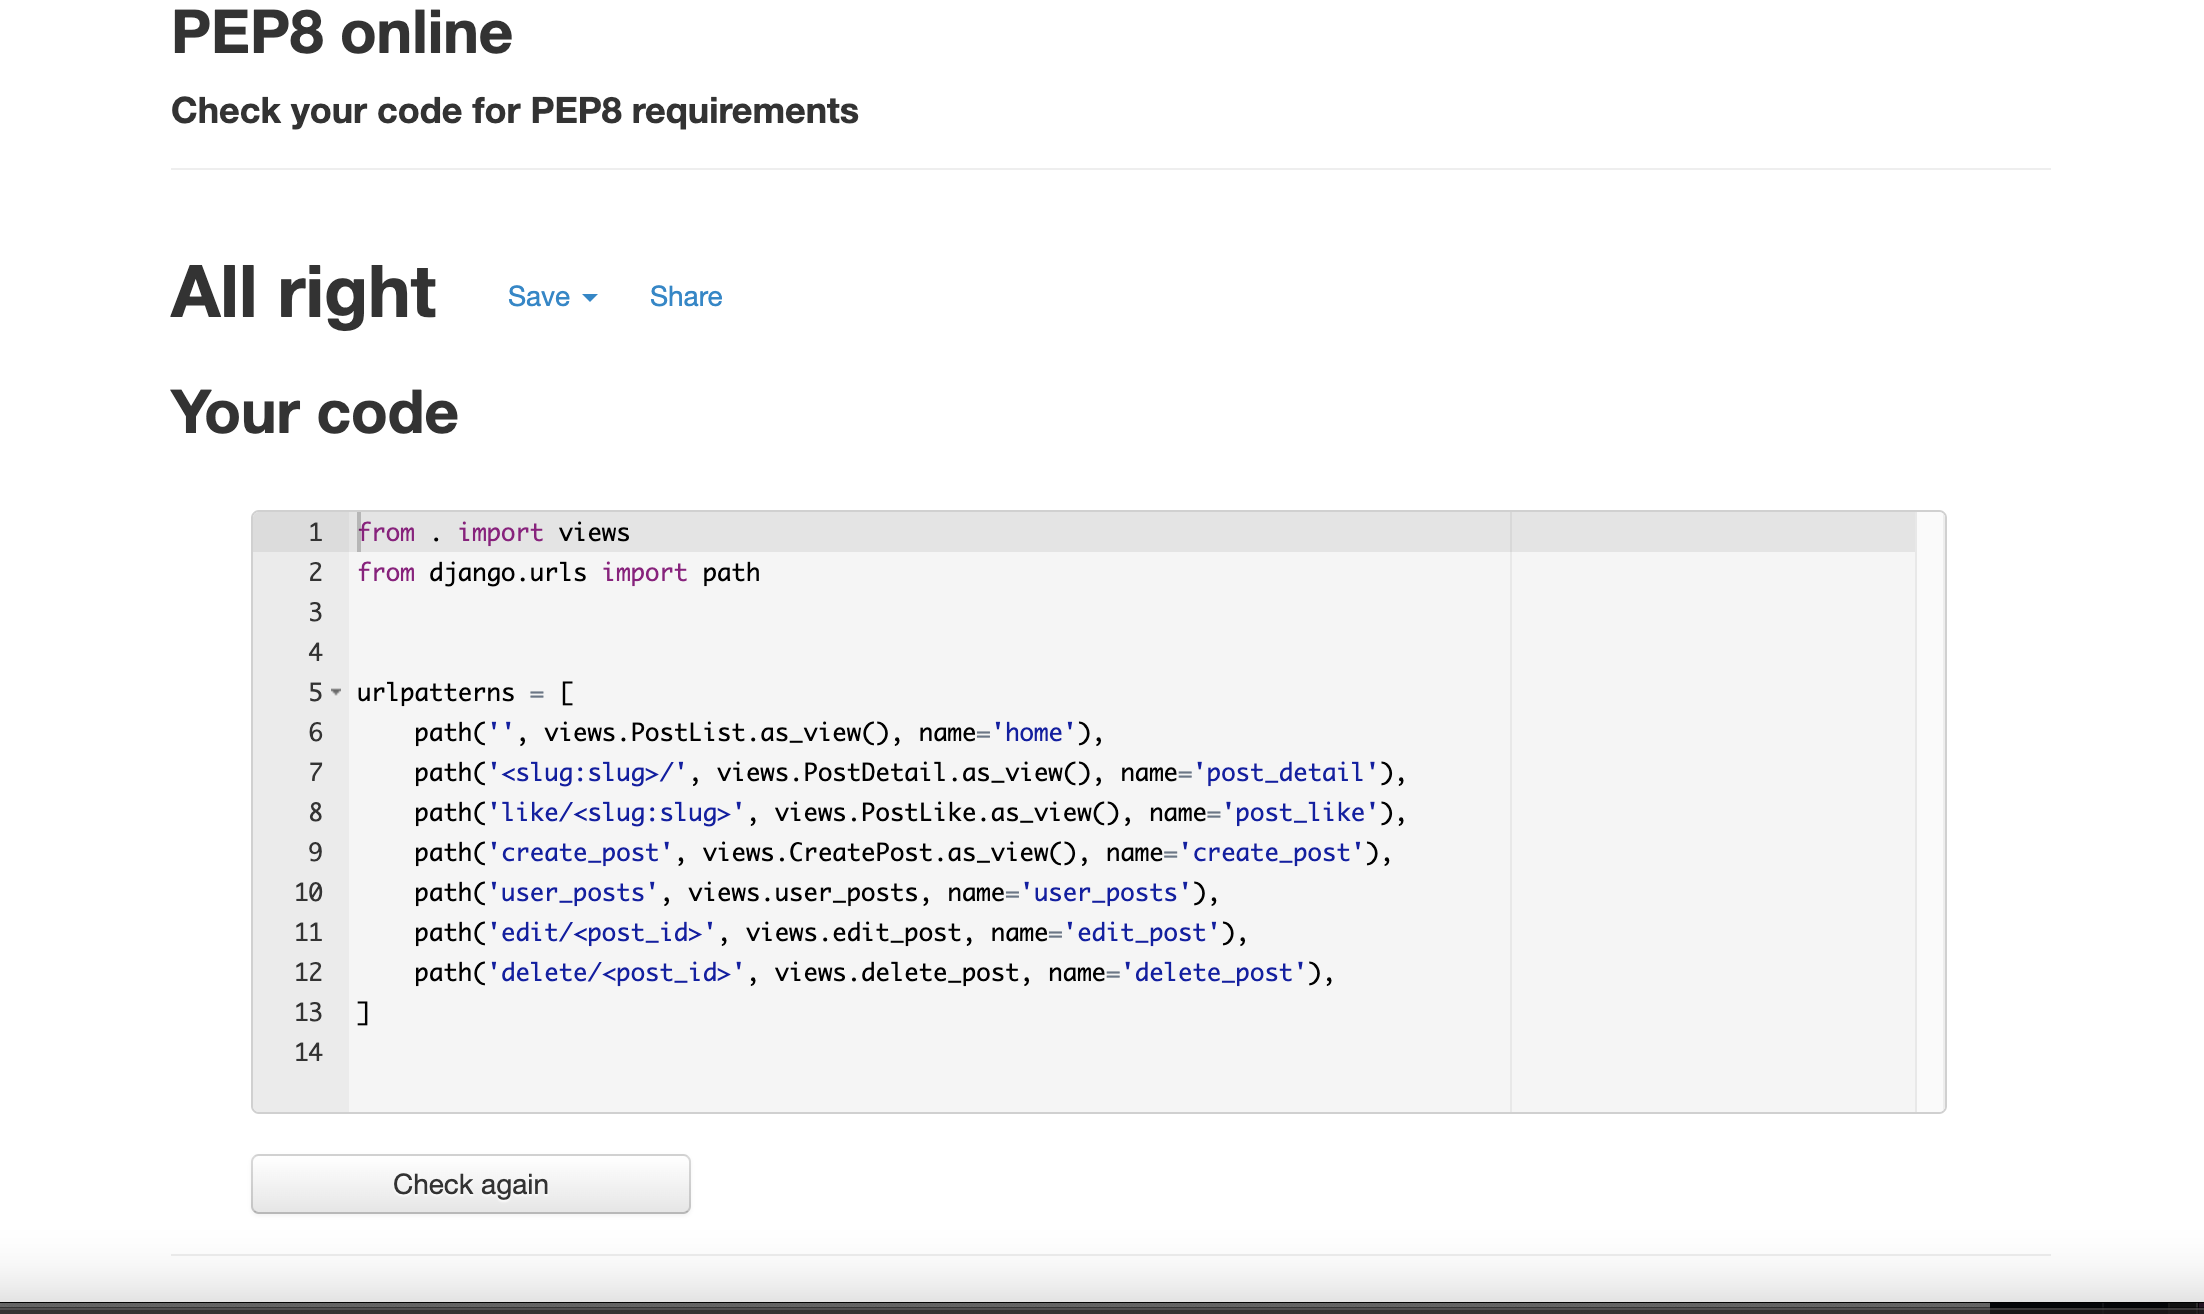 PEP8 online
Check your code for PEP8 requirements
All right Save Share
Your code
1 from . import views
2 from django.urls import path
3
4
5 urlpatterns = [
6     path('', views.PostList.as_view(), name='home'),
7     path('<slug:slug>/', views.PostDetail.as_view(), name='post_detail'),
8     path('like/<slug:slug>', views.PostLike.as_view(), name='post_like'),
9     path('create_post', views.CreatePost.as_view(), name='create_post'),
10     path('user_posts', views.user_posts, name='user_posts'),
11     path('edit/<post_id>', views.edit_post, name='edit_post'),
12     path('delete/<post_id>', views.delete_post, name='delete_post'),
13 ]
14
Check again